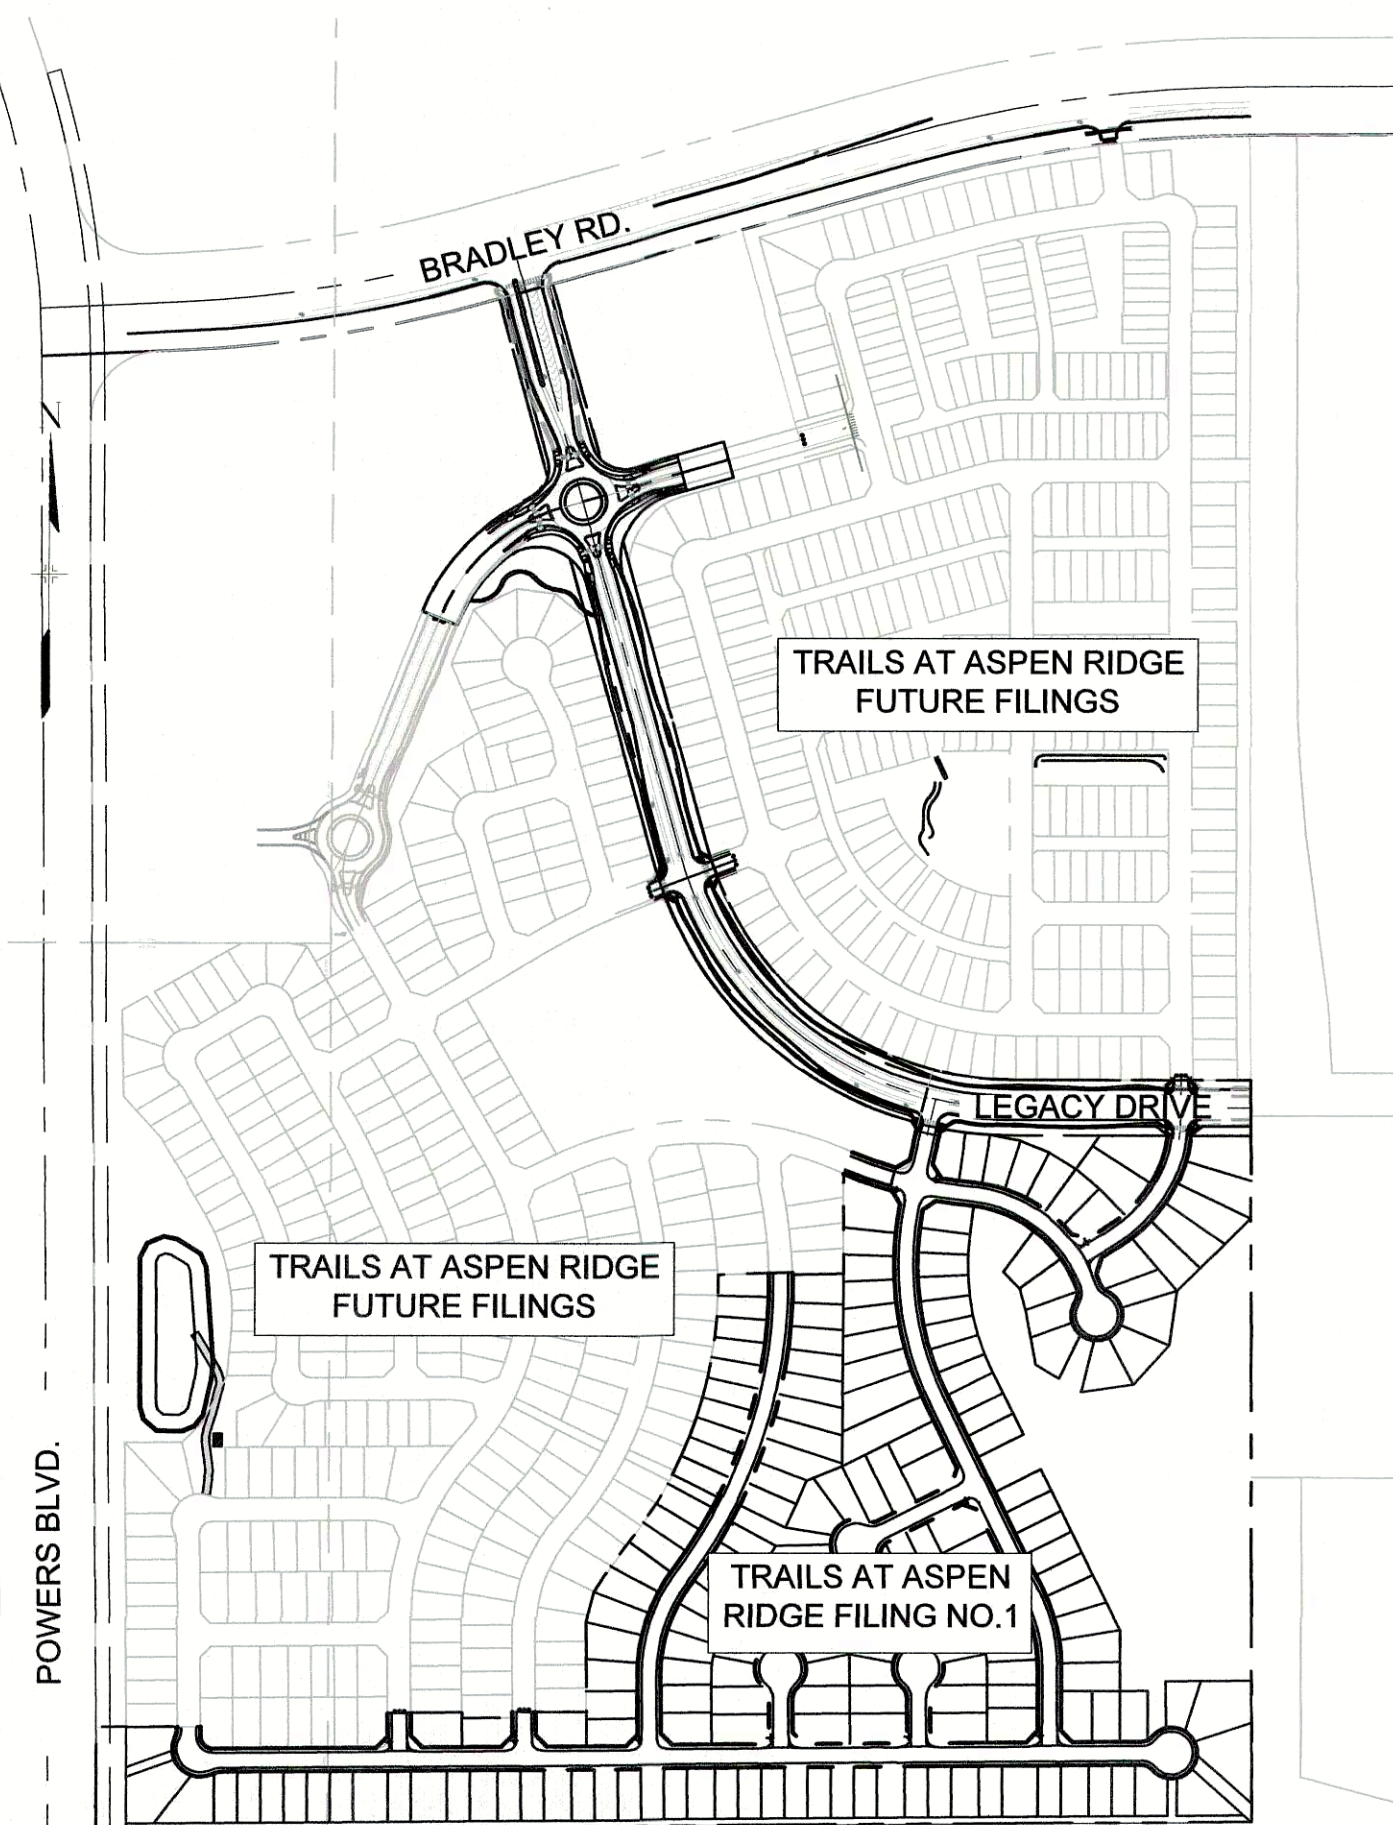 BRADLEY RD.
N
TRAILS AT ASPEN RIDGE
FUTURE FILINGS
LEGACY DRIVE
TRAILS AT ASPEN RIDGE
FUTURE FILINGS
POWERS BLVD.
TRAILS AT ASPEN
RIDGE FILING NO.1